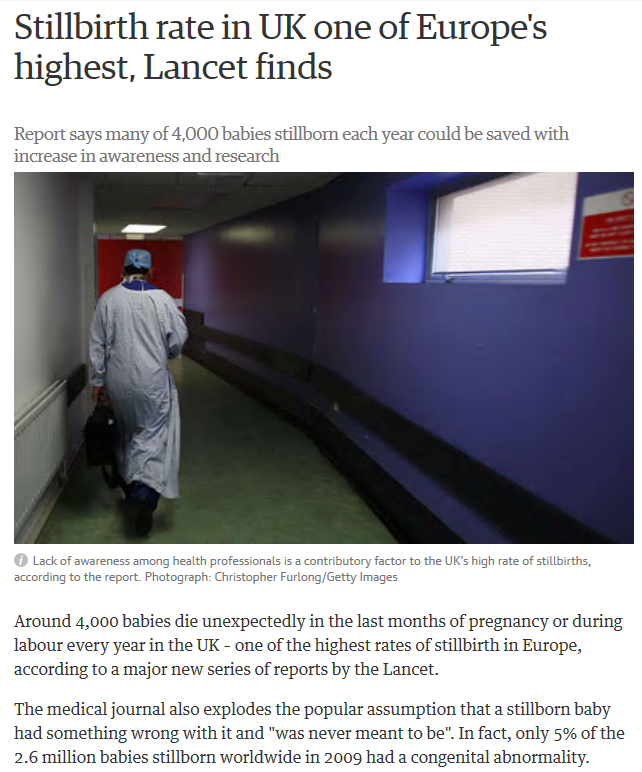 Stillbirth rate in UK one of Europe's
highest, Lancet finds
Report says many of 4,000 babies stillborn each year could be saved with
increase in awareness and research
Lack of awareness among health professionals is a contributory factor to the UK's high rate of stillbirths,
according to the report. Photograph: Christopher Furlong/Getty Images
Around 4,000 babies die unexpectedly in the last months of pregnancy or during
labour every year in the UK – one of the highest rates of stillbirth in Europe,
according to a major new series of reports by the Lancet.
The medical journal also explodes the popular assumption that a stillborn baby
had something wrong with it and "was never meant to be". In fact, only 5% of the
2.6 million babies stillborn worldwide in 2009 had a congenital abnormality.